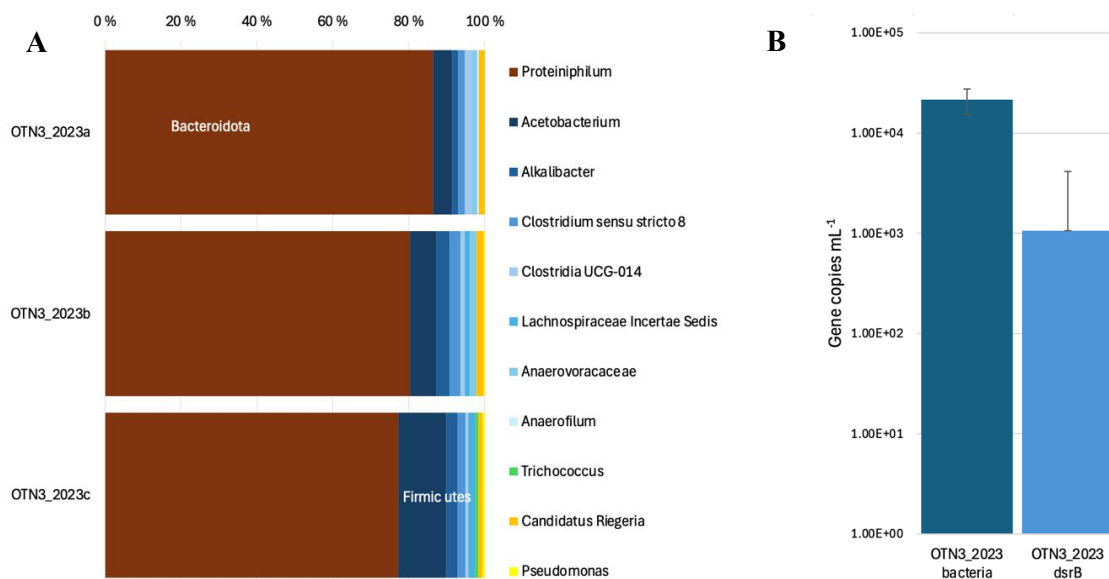 A
0 % 20 % 40 % 60 % 80 % 100 %
OTN3_2023a
Bacteroidota
OTN3_2023b
OTN3_2023c
Firmic utes
Proteiniphilum
Acetobacterium
Alkalibacter
Clostridium sensu stricto 8
Clostridia UCG-014
Lachnospiraceae Incertae Sedis
Anaerovoracaceae
Anaerofilum
Trichococcus
Candidatus Riegeria
Pseudomonas
B
Gene copies mL-1
1.00E+05
1.00E+04
1.00E+03
1.00E+02
1.00E+01
1.00E+00
OTN3_2023 bacteria
OTN3_2023 dsrB